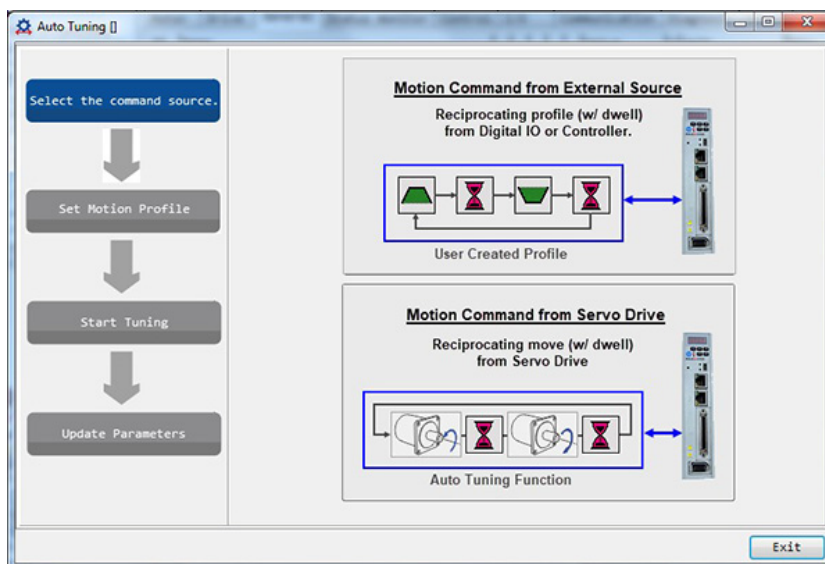 Auto Tuning []
Select the command source.
Set Motion Profile
Start Tuning
Update Parameters
Motion Command from External Source
Reciprocating profile (w/ dwell)
from Digital IO or Controller.
User Created Profile
Motion Command from Servo Drive
Reciprocating move (w/ dwell)
from Servo Drive
Auto Tuning Function
Exit